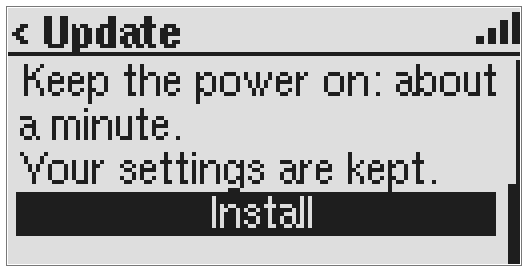 < Update
Keep the power on: about
a minute.
Your settings are kept.
Install